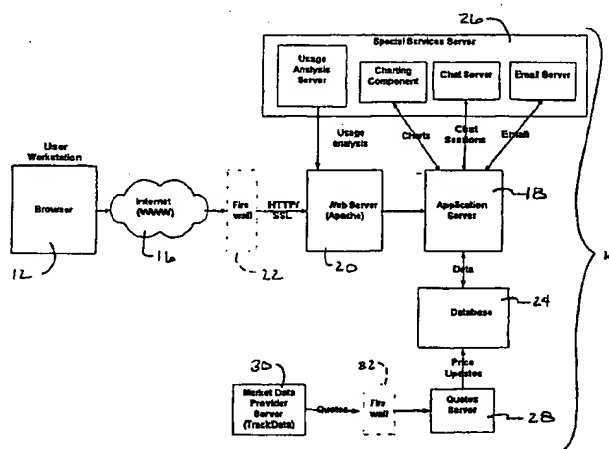 26
Special Services Server
Usage
Analysis
Server
Charting
Component
Chat Server
Email Server
Usage
analysis
Charts
Chat
Sessions
Email
User
Workstation
Browser
12
Internet
(WWW)
16
Fire
wall
22
HTTP/
SSL
Web Server
(Apache)
20
Application
Server
18
Data
Database
24
Price
Updates
30
Market Data
Provider
Server
(TrackData)
Quotes
32
Fire
wall
Quotes
Server
28